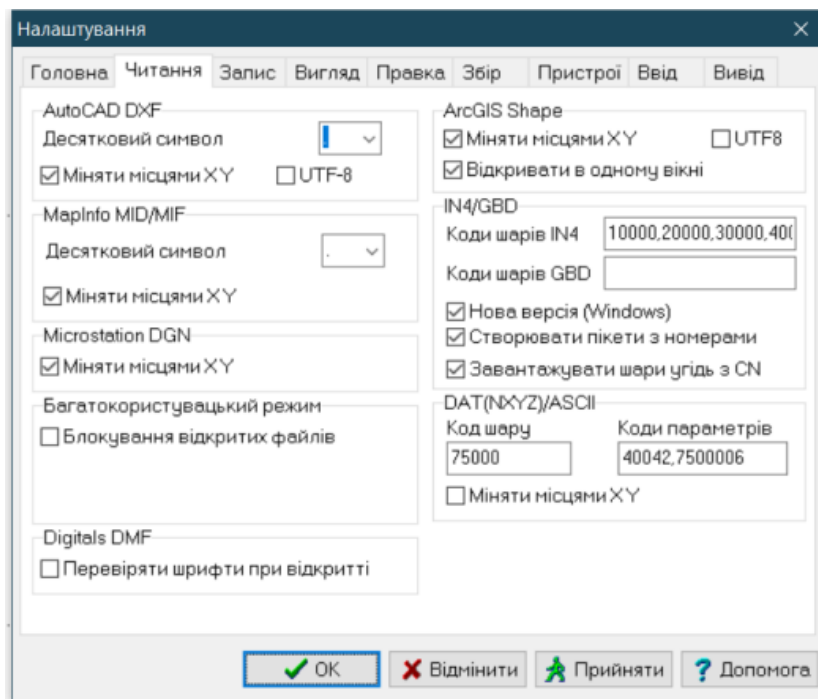 Налаштування
Головна Читання Запис Вигляд Правка Збір Пристрої Ввід Вивід
AutoCAD DXF
Десятковий символ .
Міняти місцями XY UTF-8
MapInfo MID/MIF
Десятковий символ .
Міняти місцями XY
Microstation DGN
Міняти місцями XY
Багатокористувацький режим
Блокування відкритих файлів
Digitals DMF
Перевіряти шрифти при відкритті
ArcGIS Shape
Міняти місцями XY UTF8
Відкривати в одному вікні
IN4/GBD
Коди шарів IN4 10000,20000,30000,40(
Коди шарів GBD
Нова версія (Windows)
Створювати пікети з номерами
Завантажувати шари угідь з CN
DAT(NXYZ)/ASCII
Код шару Коди параметрів
75000 40042,7500006
Міняти місцями XY
OK Відмінити Прийняти Допомога